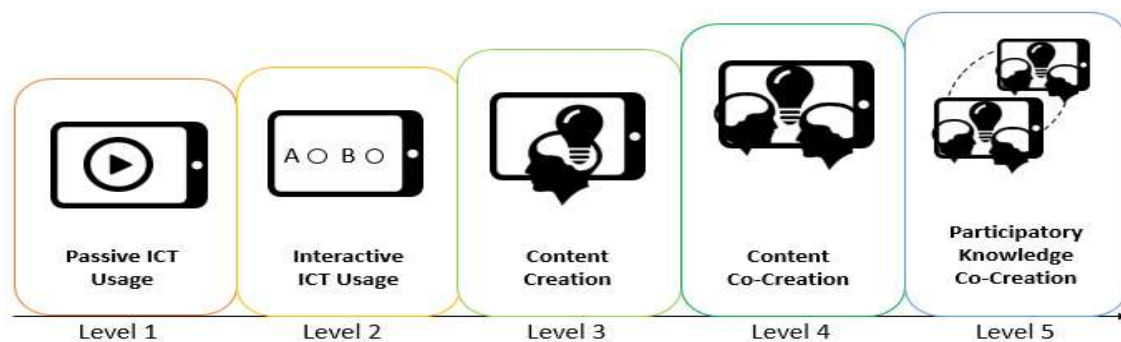 A ○ B ○
Passive ICT
Usage
Interactive
ICT Usage
Content
Creation
Content
Co-Creation
Participatory
Knowledge
Co-Creation
Level 1
Level 2
Level 3
Level 4
Level 5